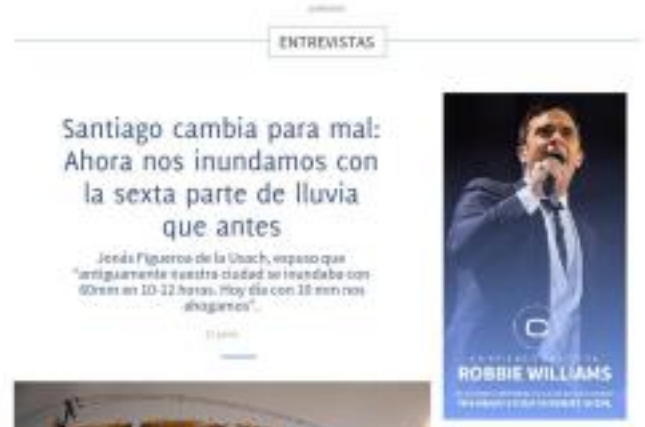 ENTREVISTAS
Santiago cambia para mal:
Ahora nos inundamos con
la sexta parte de lluvia
que antes
Jonás Figueroa de la Usach, expuso que
"antiguamente nuestra ciudad se inundaba con
60mm en 10-12 horas. Hoy día con 10 mm nos
ahogamos".
ROBBIE WILLIAMS